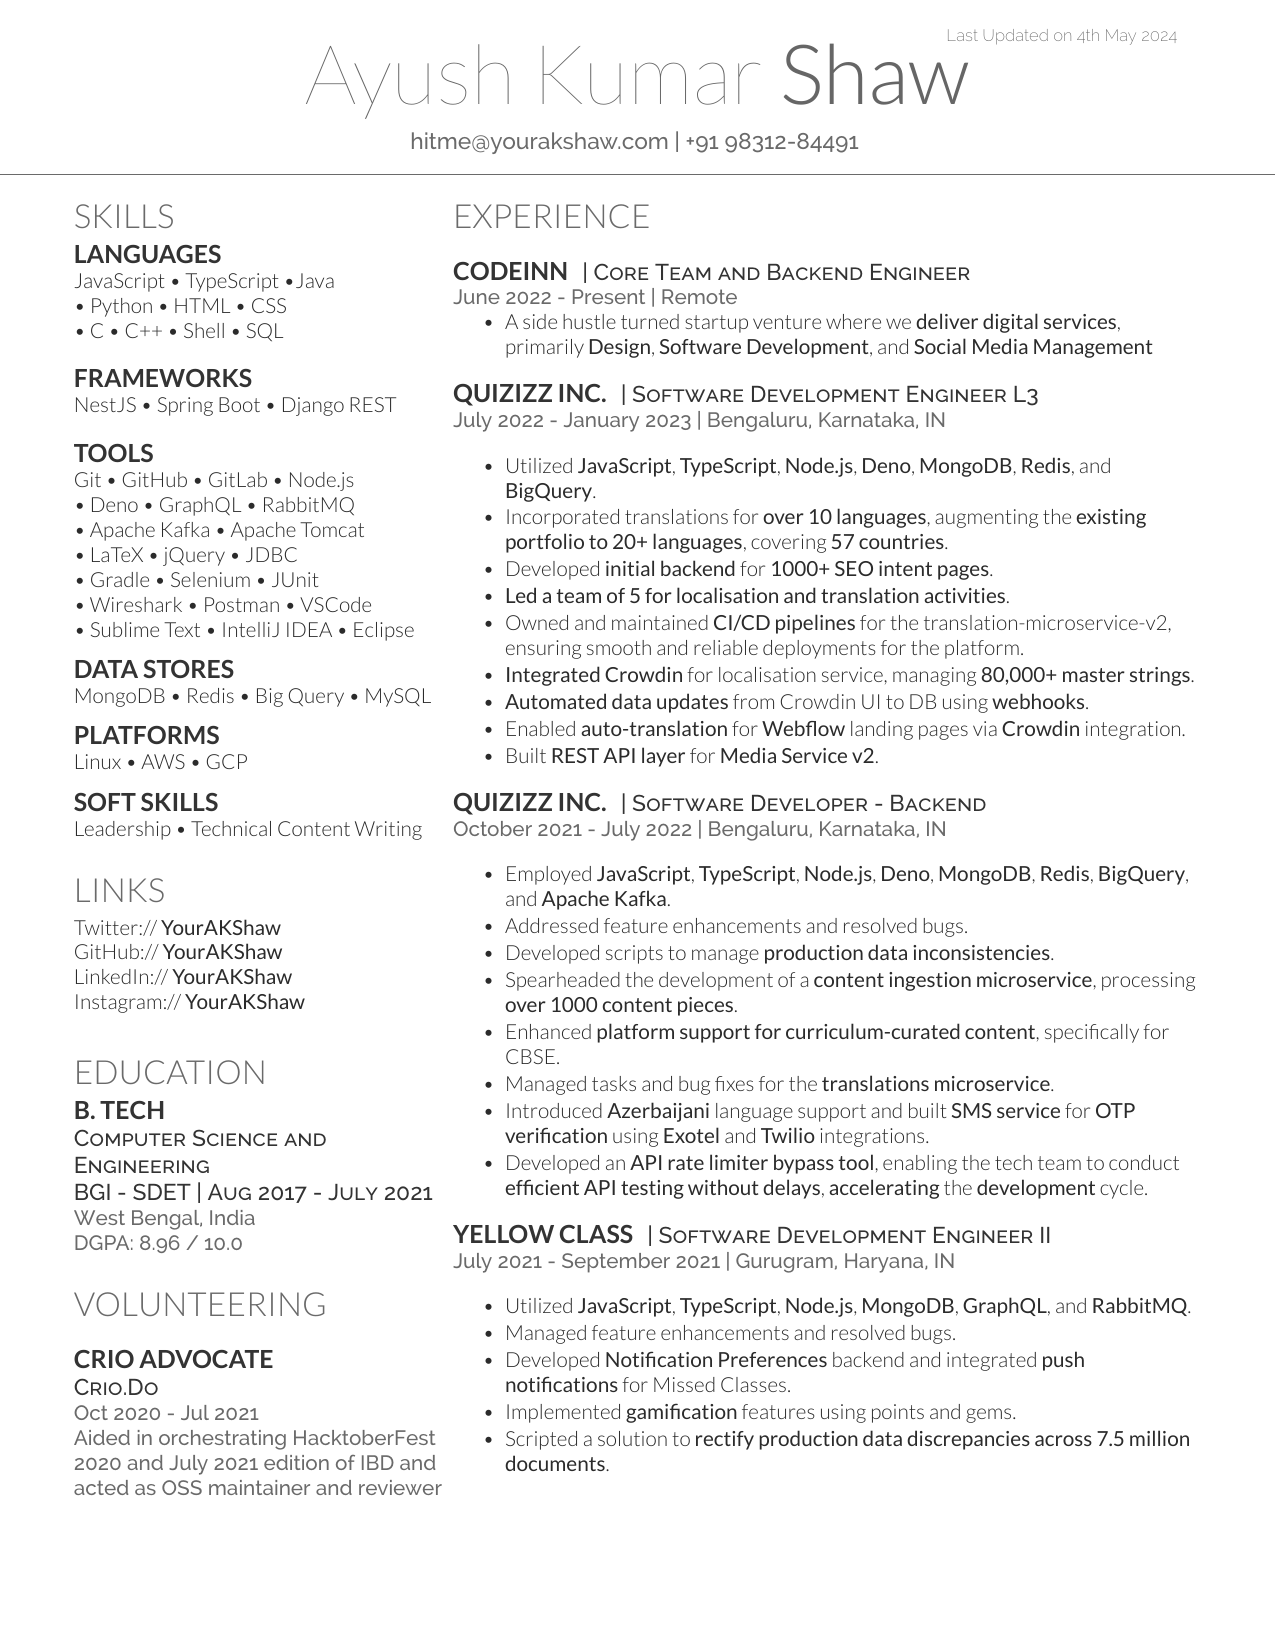 Last Updated on 4th May 2024
Ayush Kumar Shaw
hitme@yourakshaw.com | +91 98312-84491
SKILLS
LANGUAGES
JavaScript • TypeScript •Java
• Python • HTML • CSS
• C • C++ • Shell • SQL
FRAMEWORKS
NestJS • Spring Boot • Django REST
TOOLS
Git • GitHub • GitLab • Node.js
• Deno • GraphQL • RabbitMQ
• Apache Kafka • Apache Tomcat
• LaTeX • jQuery • JDBC
• Gradle • Selenium • JUnit
• Wireshark • Postman • VSCode
• Sublime Text • IntelliJ IDEA • Eclipse
DATA STORES
MongoDB • Redis • Big Query • MySQL
PLATFORMS
Linux • AWS • GCP
SOFT SKILLS
Leadership • Technical Content Writing
LINKS
Twitter:// YourAKShaw
GitHub:// YourAKShaw
LinkedIn:// YourAKShaw
Instagram:// YourAKShaw
EDUCATION
B. TECH
Computer Science and
Engineering
BGI - SDET | Aug 2017 - July 2021
West Bengal, India
DGPA: 8.96 / 10.0
VOLUNTEERING
CRIO ADVOCATE
Crio.Do
Oct 2020 - Jul 2021
Aided in orchestrating HacktoberFest
2020 and July 2021 edition of IBD and
acted as OSS maintainer and reviewer
EXPERIENCE
CODEINN | Core Team and Backend Engineer
June 2022 - Present | Remote
• A side hustle turned startup venture where we deliver digital services,
primarily Design, Software Development, and Social Media Management
QUIZIZZ INC. | Software Development Engineer L3
July 2022 - January 2023 | Bengaluru, Karnataka, IN
• Utilized JavaScript, TypeScript, Node.js, Deno, MongoDB, Redis, and
BigQuery.
• Incorporated translations for over 10 languages, augmenting the existing
portfolio to 20+ languages, covering 57 countries.
• Developed initial backend for 1000+ SEO intent pages.
• Led a team of 5 for localisation and translation activities.
• Owned and maintained CI/CD pipelines for the translation-microservice-v2,
ensuring smooth and reliable deployments for the platform.
• Integrated Crowdin for localisation service, managing 80,000+ master strings.
• Automated data updates from Crowdin UI to DB using webhooks.
• Enabled auto-translation for Webflow landing pages via Crowdin integration.
• Built REST API layer for Media Service v2.
QUIZIZZ INC. | Software Developer - Backend
October 2021 - July 2022 | Bengaluru, Karnataka, IN
• Employed JavaScript, TypeScript, Node.js, Deno, MongoDB, Redis, BigQuery,
and Apache Kafka.
• Addressed feature enhancements and resolved bugs.
• Developed scripts to manage production data inconsistencies.
• Spearheaded the development of a content ingestion microservice, processing
over 1000 content pieces.
• Enhanced platform support for curriculum-curated content, specifically for
CBSE.
• Managed tasks and bug fixes for the translations microservice.
• Introduced Azerbaijani language support and built SMS service for OTP
verification using Exotel and Twilio integrations.
• Developed an API rate limiter bypass tool, enabling the tech team to conduct
efficient API testing without delays, accelerating the development cycle.
YELLOW CLASS | Software Development Engineer II
July 2021 - September 2021 | Gurugram, Haryana, IN
• Utilized JavaScript, TypeScript, Node.js, MongoDB, GraphQL, and RabbitMQ.
• Managed feature enhancements and resolved bugs.
• Developed Notification Preferences backend and integrated push
notifications for Missed Classes.
• Implemented gamification features using points and gems.
• Scripted a solution to rectify production data discrepancies across 7.5 million
documents.